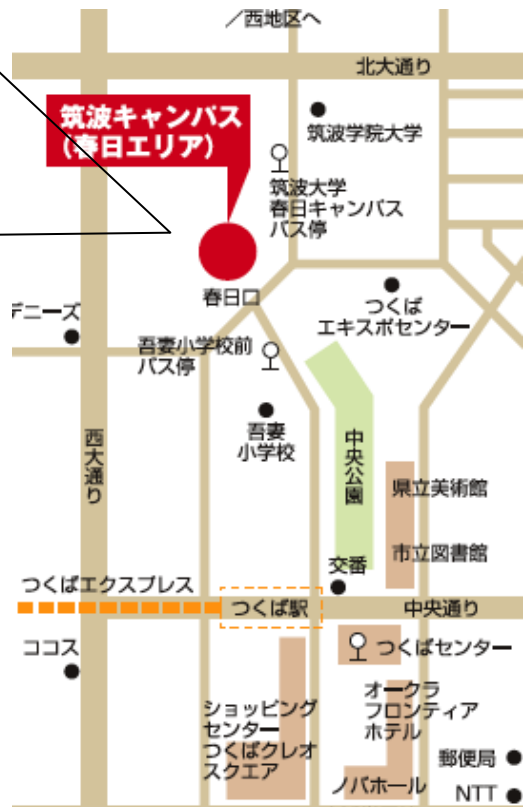 ／西地区へ
北大通り
筑波キャンパス
(春日エリア)
筑波学院大学
筑波大学
春日キャンパス
バス停
春日口
つくば
エキスポセンター
デニーズ
吾妻小学校前
バス停
吾妻
小学校
西大通り
中央公園
県立美術館
市立図書館
交番
つくばエクスプレス
つくば駅
中央通り
ココス
つくばセンター
ショッピング
センター
つくばクレオ
スクエア
オークラ
フロンティア
ホテル
郵便局
ノバホール
NTT